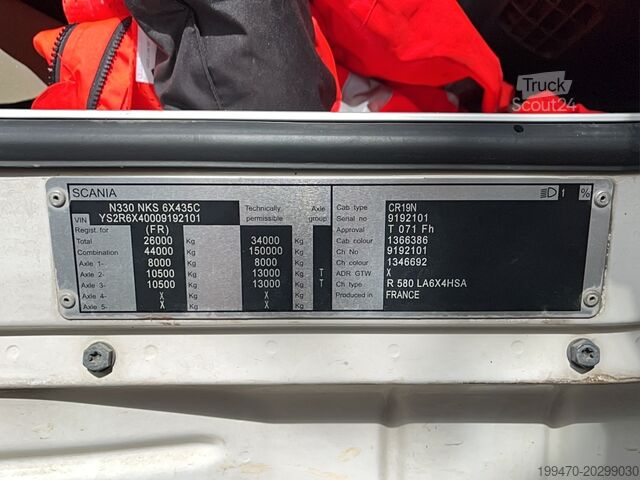 Truck
Scout24
SCANIA 1 %
N330 NKS 6X435C
VIN YS2R6X40009192101
Technically permissible Axle group
Regist. for (FR)
Total 26000 Kg 34000 Kg
Combination 44000 Kg 150000 Kg
Axle 1- 8000 Kg 8000 Kg
Axle 2- 10500 Kg 13000 Kg T
Axle 3- 10500 Kg 13000 Kg T
Axle 4- X Kg X Kg
Axle 5- X Kg X Kg
Cab type CR19N
Serial no 9192101
Approval T 071 Fh
Cab colour 1366386
Ch. No 9192101
Ch. colour 1346692
ADR. GTW X
Ch. type R 580 LA6X4HSA
Produced in FRANCE
199470-20299030